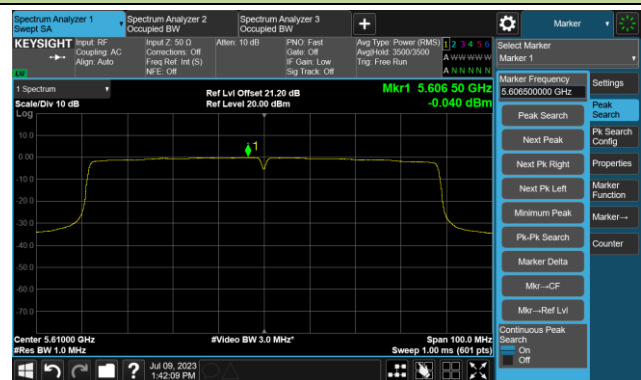 Spectrum Analyzer 1
Swept SA
Spectrum Analyzer 2
Occupied BW
Spectrum Analyzer 3
Occupied BW
+
Marker
KEYSIGHT
Input: RF
Coupling: AC
Align: Auto
Input Z: 50 Ω
Corrections: Off
Freq Ref: Int (S)
NFE: Off
Atten: 10 dB
PNO: Fast
Gate: Off
IF Gain: Low
Sig Track: Off
Avg Type: Power (RMS)
Avg|Hold: 3500/3500
Trig: Free Run
1 2 3 4 5 6
A W W W W W
A N N N N N
LXI
Select Marker
Marker 1
1 Spectrum
Scale/Div 10 dB
Log
Ref Lvl Offset 21.20 dB
Ref Level 20.00 dBm
Mkr1 5.606 50 GHz
-0.040 dBm
10.0
0.00
-10.0
-20.0
-30.0
-40.0
-50.0
-60.0
-70.0
1
Center 5.61000 GHz
#Res BW 1.0 MHz
#Video BW 3.0 MHz*
Span 100.0 MHz
Sweep 1.00 ms (601 pts)
Marker Frequency
5.606500000 GHz
Peak Search
Next Peak
Next Pk Right
Next Pk Left
Minimum Peak
Pk-Pk Search
Marker Delta
Mkr→CF
Mkr→Ref Lvl
Continuous Peak
Search
On
Off
Settings
Peak
Search
Pk Search
Config
Properties
Marker
Function
Marker→
Counter
?
Jul 09, 2023
1:42:09 PM